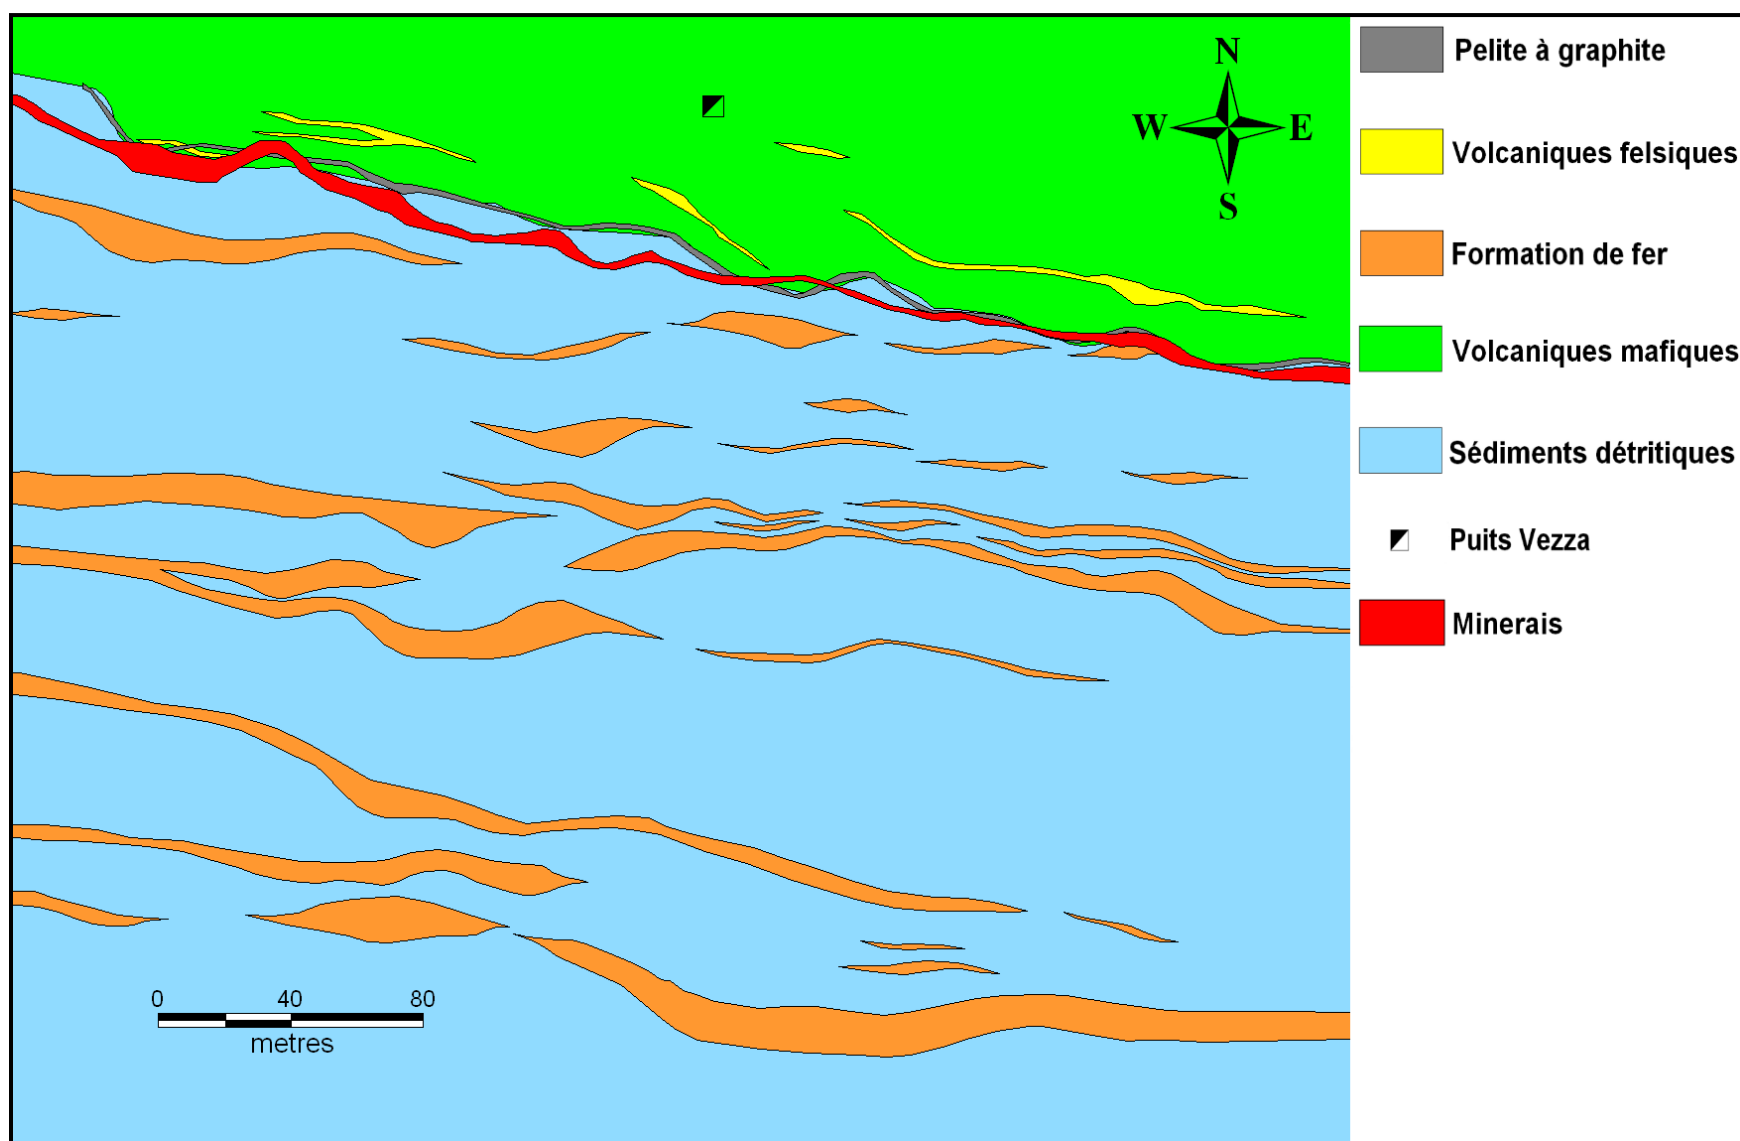 N
W E
S
Pelite à graphite
Volcaniques felsiques
Formation de fer
Volcaniques mafiques
Sédiments détritiques
Puits Vezza
Minerais
0 40 80
metres